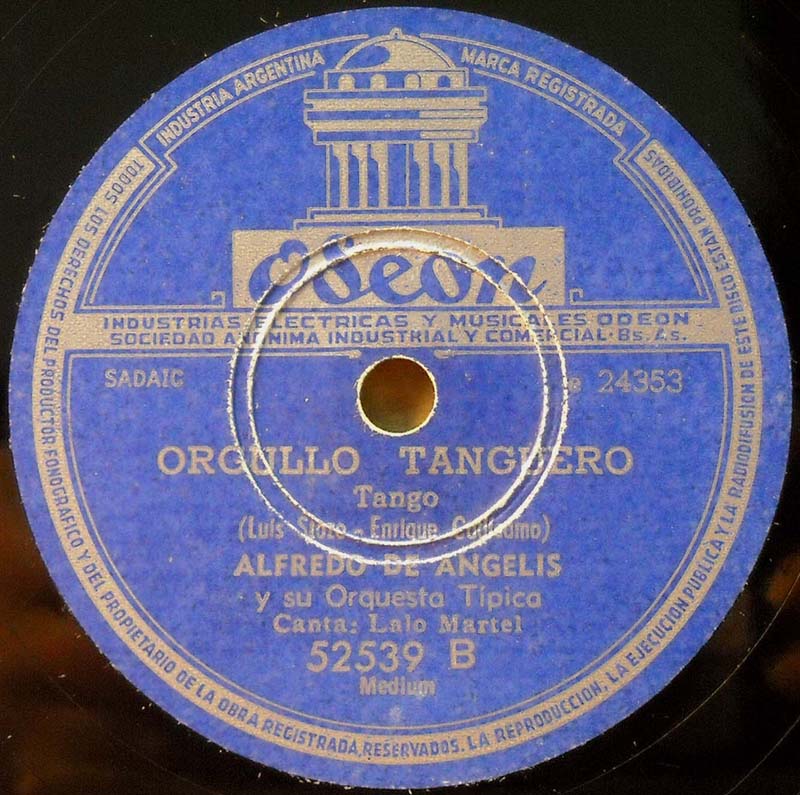 INDUSTRIA ARGENTINA
MARCA REGISTRADA
TODOS LOS DERECHOS DEL PRODUCTOR FONOGRAFICO Y DEL PROPIETARIO DE LA OBRA REGISTRADA, RESERVADOS. LA REPRODUCCION, LA EJECUCION PUBLICA Y LA RADIODIFUSION DE ESTE DISCO ESTAN PROHIBIDAS
Odeon
INDUSTRIAS ELECTRICAS Y MUSICALES ODEON
SOCIEDAD ANONIMA INDUSTRIAL Y COMERCIAL · Bs. As.
SADAIC
24353
ORGULLO TANGUERO
Tango
(Luis - Enrique
ALFREDO DE ANGELIS
y su Orquesta Típica
Canta: Lalo Martel
52539 B
Medium